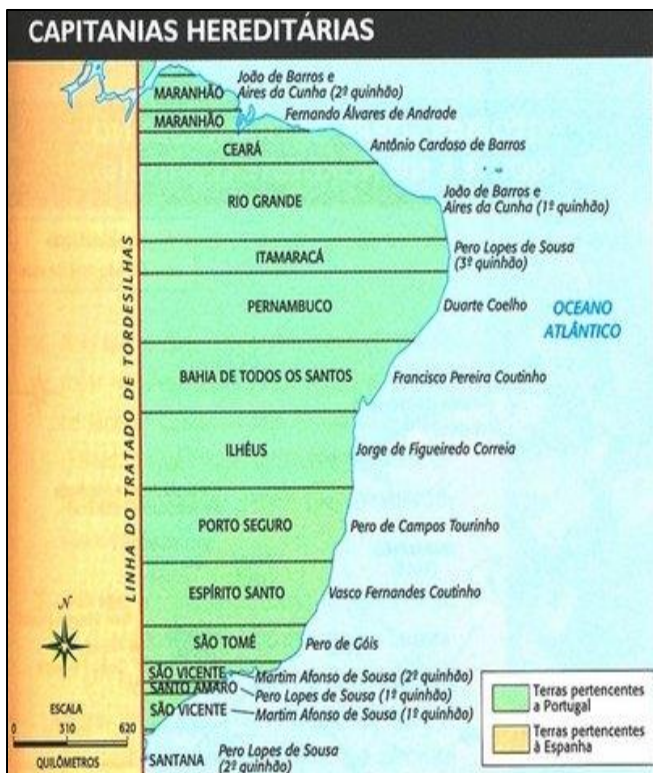 CAPITANIAS HEREDITÁRIAS
João de Barros e
Aires da Cunha (2º quinhão)
MARANHÃO
Fernando Álvares de Andrade
MARANHÃO
CEARÁ
Antônio Cardoso de Barros
RIO GRANDE
João de Barros e
Aires da Cunha (1º quinhão)
ITAMARACÁ
Pero Lopes de Sousa
(3º quinhão)
PERNAMBUCO
Duarte Coelho
OCEANO
ATLÂNTICO
LINHA DO TRATADO DE TORDESILHAS
BAHIA DE TODOS OS SANTOS
Francisco Pereira Coutinho
ILHÉUS
Jorge de Figueiredo Correia
PORTO SEGURO
Pero de Campos Tourinho
ESPÍRITO SANTO
Vasco Fernandes Coutinho
SÃO TOMÉ
Pero de Góis
SÃO VICENTE
Martim Afonso de Sousa (2º quinhão)
SANTO AMARO
Pero Lopes de Sousa (1º quinhão)
SÃO VICENTE
Martim Afonso de Sousa (1º quinhão)
SANTANA
Pero Lopes de Sousa
(2º quinhão)
N
ESCALA
0 310 620
QUILÔMETROS
Terras pertencentes
a Portugal
Terras pertencentes
à Espanha